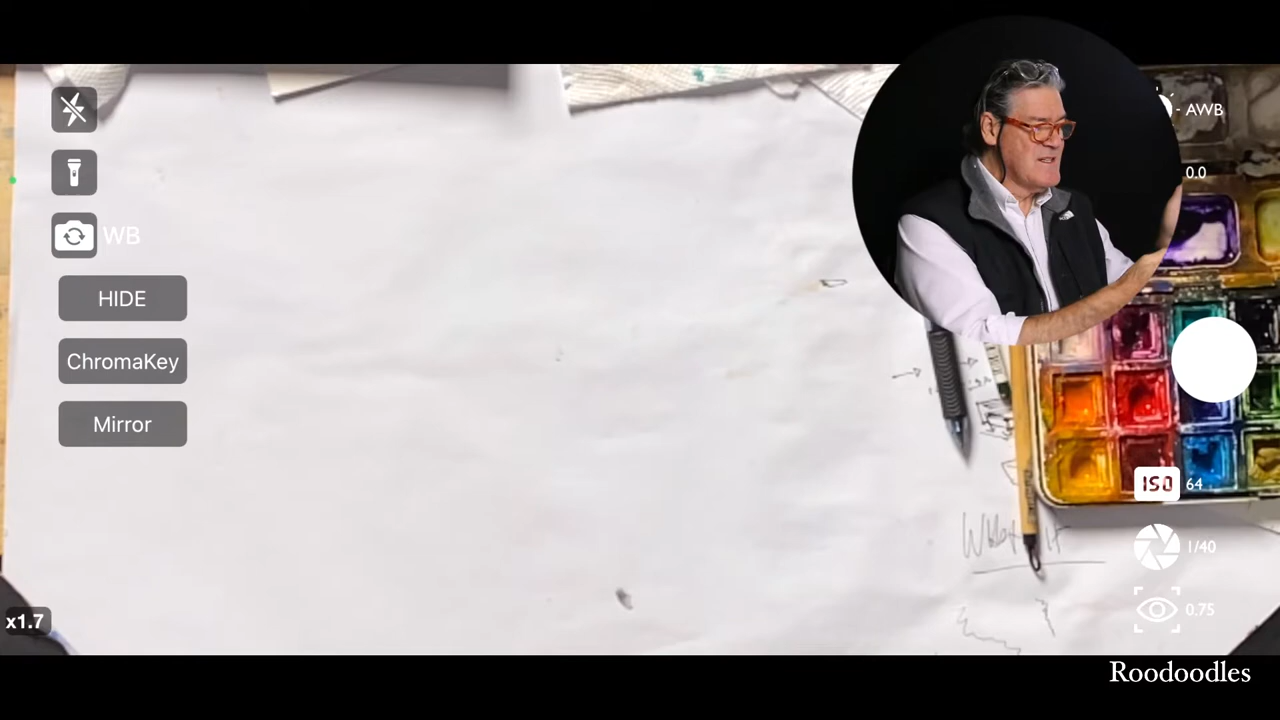 AWB
0.0
WB
HIDE
ChromaKey
Mirror
ISO 64
1/40
0.75
x1.7
Roodoodles